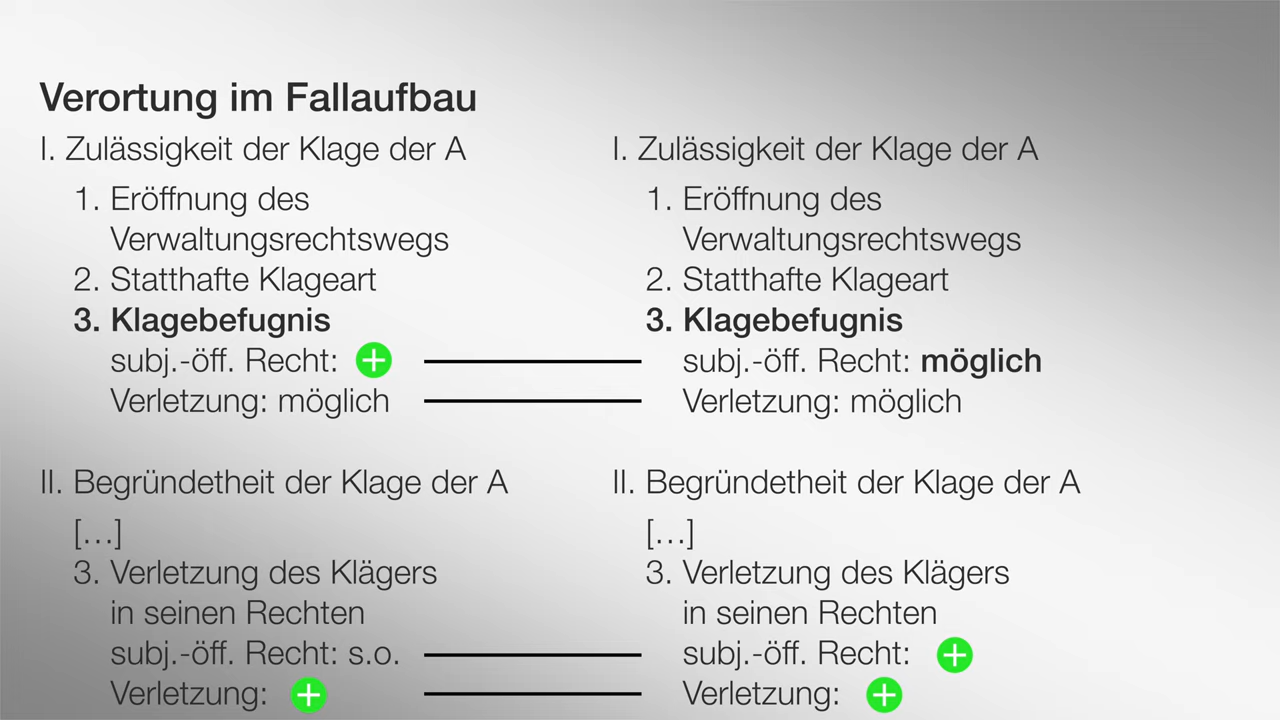 Verortung im Fallaufbau
I. Zulässigkeit der Klage der A
1. Eröffnung des
Verwaltungsrechtswegs
2. Statthafte Klageart
3. Klagebefugnis
subj.-öff. Recht: +
Verletzung: möglich
II. Begründetheit der Klage der A
[…]
3. Verletzung des Klägers
in seinen Rechten
subj.-öff. Recht: s.o.
Verletzung: +
I. Zulässigkeit der Klage der A
1. Eröffnung des
Verwaltungsrechtswegs
2. Statthafte Klageart
3. Klagebefugnis
subj.-öff. Recht: möglich
Verletzung: möglich
II. Begründetheit der Klage der A
[…]
3. Verletzung des Klägers
in seinen Rechten
subj.-öff. Recht: +
Verletzung: +